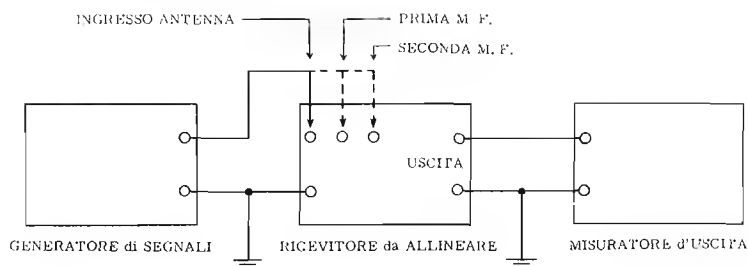 INGRESSO ANTENNA
PRIMA M F.
SECONDA M. F.
USCITA
GENERATORE di SEGNALI
RICEVITORE da ALLINEARE
MISURATORE d'USCITA